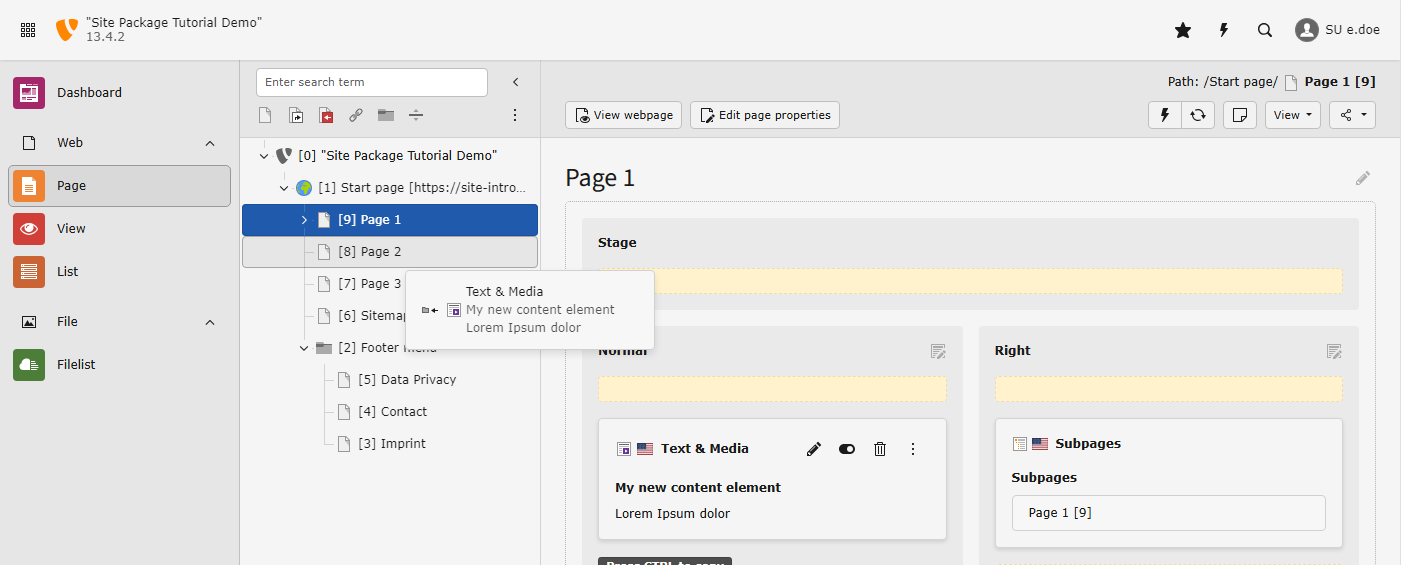 "Site Package Tutorial Demo"
13.4.2
SU e.doe
Dashboard
Web
Page
View
List
File
Filelist
Enter search term
[0] "Site Package Tutorial Demo"
[1] Start page [https://site-intro...
[9] Page 1
[8] Page 2
[7] Page 3
[6] Sitemap
[2] Footer menu
[5] Data Privacy
[4] Contact
[3] Imprint
Text & Media
My new content element
Lorem Ipsum dolor
Path: /Start page/ Page 1 [9]
View webpage
Edit page properties
View
Page 1
Stage
Normal
Right
Text & Media
My new content element
Lorem Ipsum dolor
Press CTRL to copy
Subpages
Subpages
Page 1 [9]